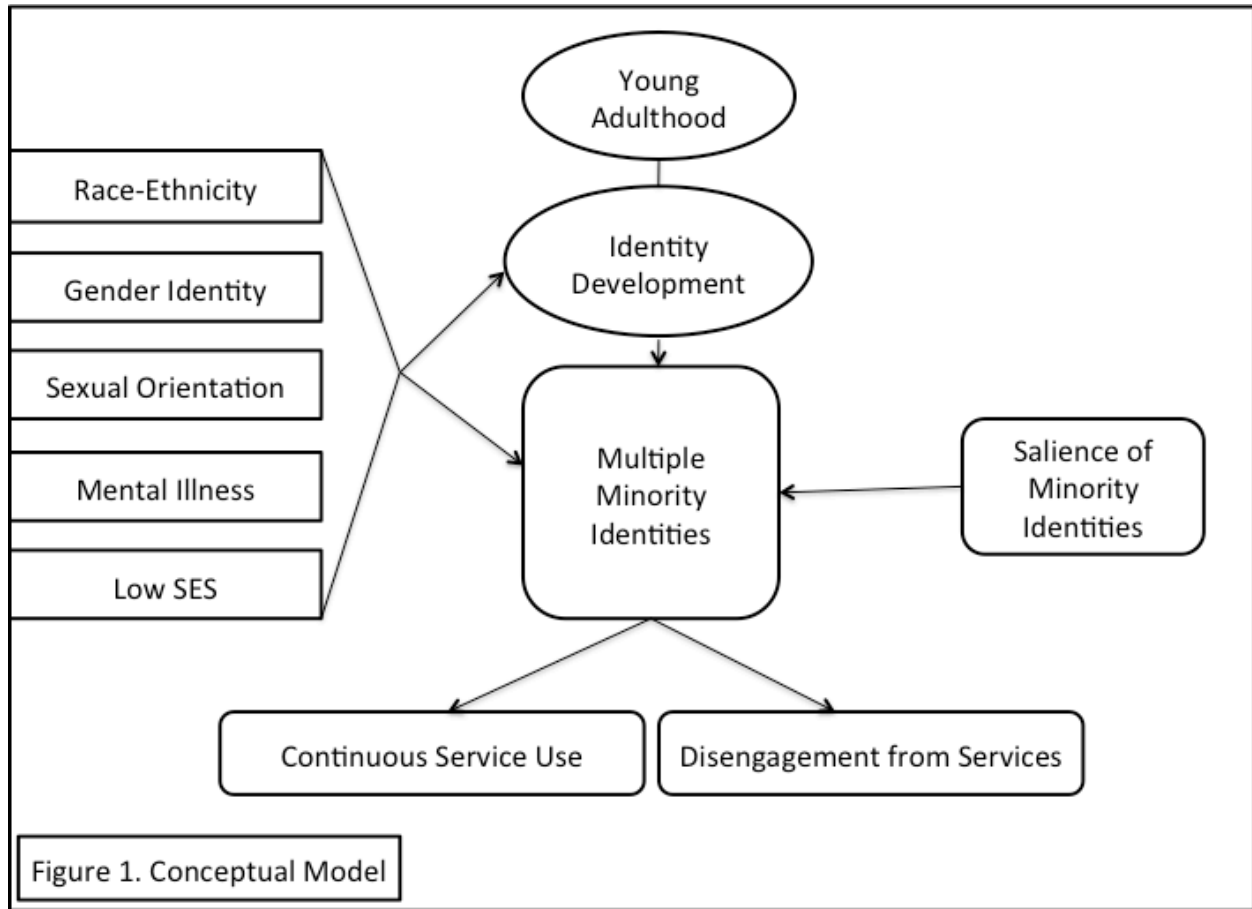 Young
Adulthood
Race-Ethnicity
Identity
Development
Gender Identity
Sexual Orientation
Multiple
Minority
Identities
Salience of
Minority
Identities
Mental Illness
Low SES
Continuous Service Use
Disengagement from Services
Figure 1. Conceptual Model